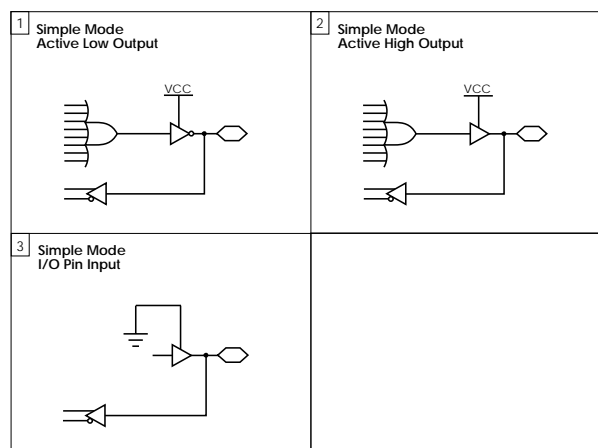 1
Simple Mode
Active Low Output
VCC
2
Simple Mode
Active High Output
VCC
3
Simple Mode
I/O Pin Input